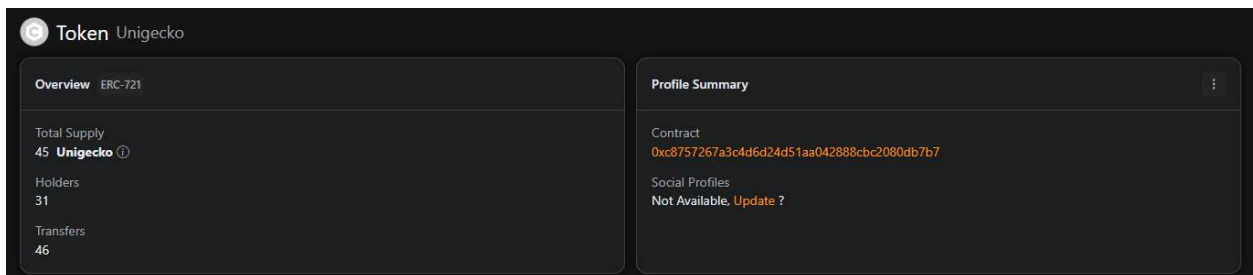 Token Unigecko
Overview ERC-721
Total Supply
45 Unigecko
Holders
31
Transfers
46
Profile Summary
Contract
0xc8757267a3c4d6d24d51aa042888cbc2080db7b7
Social Profiles
Not Available, Update ?